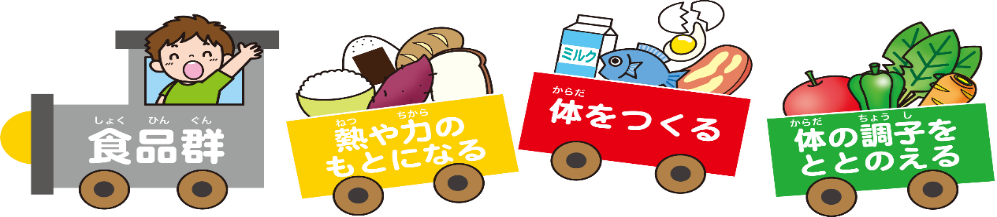 しょく ひん ぐん
食品群
ねつ ちから
熱や力の
もとになる
ミルク
からだ
体をつくる
からだ ちょう し
体の調子を
ととのえる